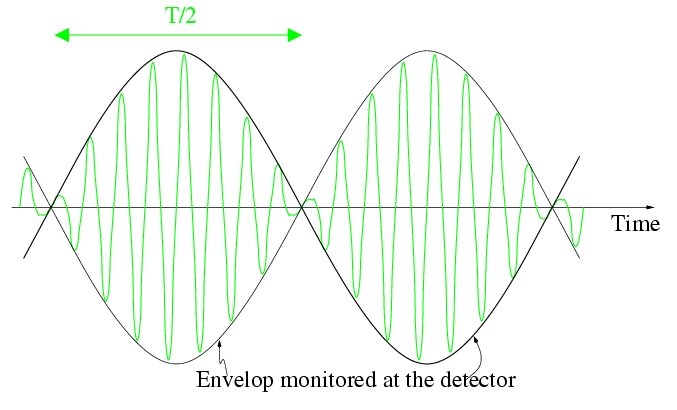 T/2
Time
Envelop monitored at the detector